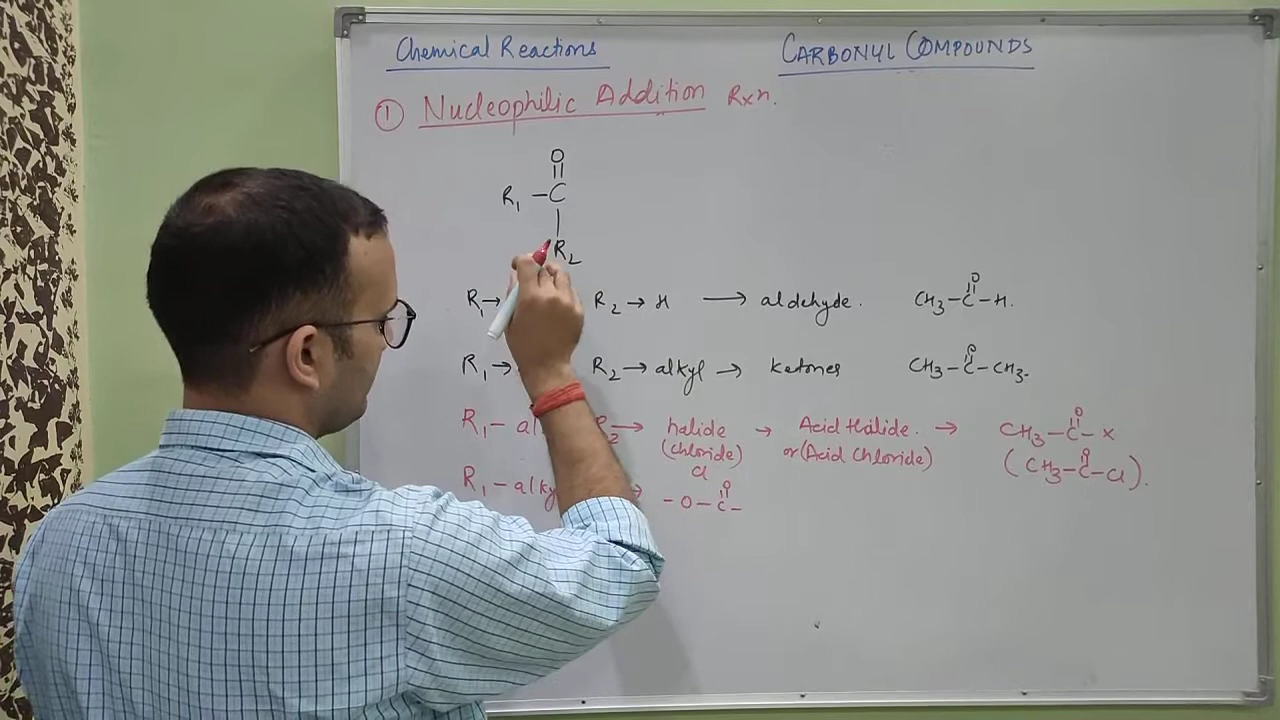 Chemical Reactions
CARBONYL COMPOUNDS
① Nucleophilic Addition Rxn.
O
R₁ – C
R₂
R₁ → R₂ → H → aldehyde. CH₃–C–H.
O
R₁ → R₂ → alkyl → ketones CH₃–C–CH₃.
O
R₁ – al R₂ → halide → Acid Halide. → CH₃–C–X
O
(chloride) or (Acid Chloride) (CH₃–C–Cl).
O
Cl
R₁ – alky → –O–C–
O